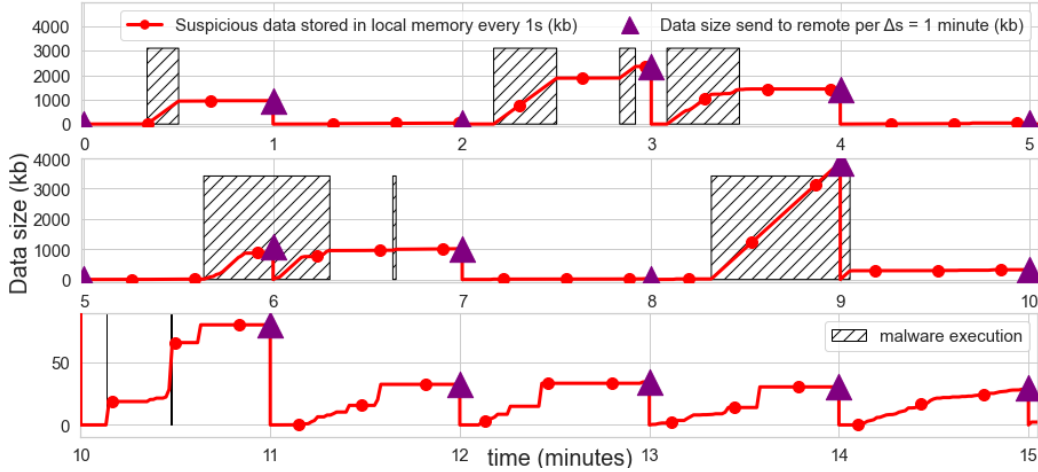 Suspicious data stored in local memory every 1s (kb)
Data size send to remote per Δs = 1 minute (kb)
5000
4000
3000
2000
1000
0
0 1 2 3 4 5
Data size (kb)
4000
3000
2000
1000
0
5 6 7 8 9 10
malware execution
50
0
10 11 12 13 14 15
time (minutes)